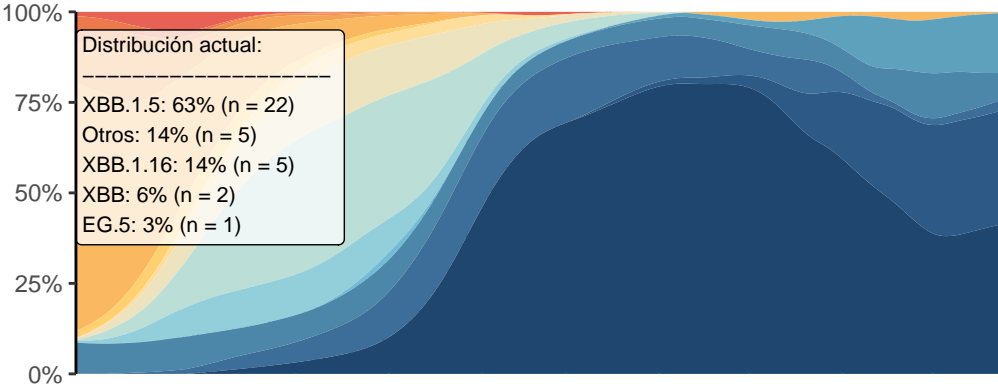 100%
75%
50%
25%
0%
Distribución actual:
––––––––––––––––––––
XBB.1.5: 63% (n = 22)
Otros: 14% (n = 5)
XBB.1.16: 14% (n = 5)
XBB: 6% (n = 2)
EG.5: 3% (n = 1)